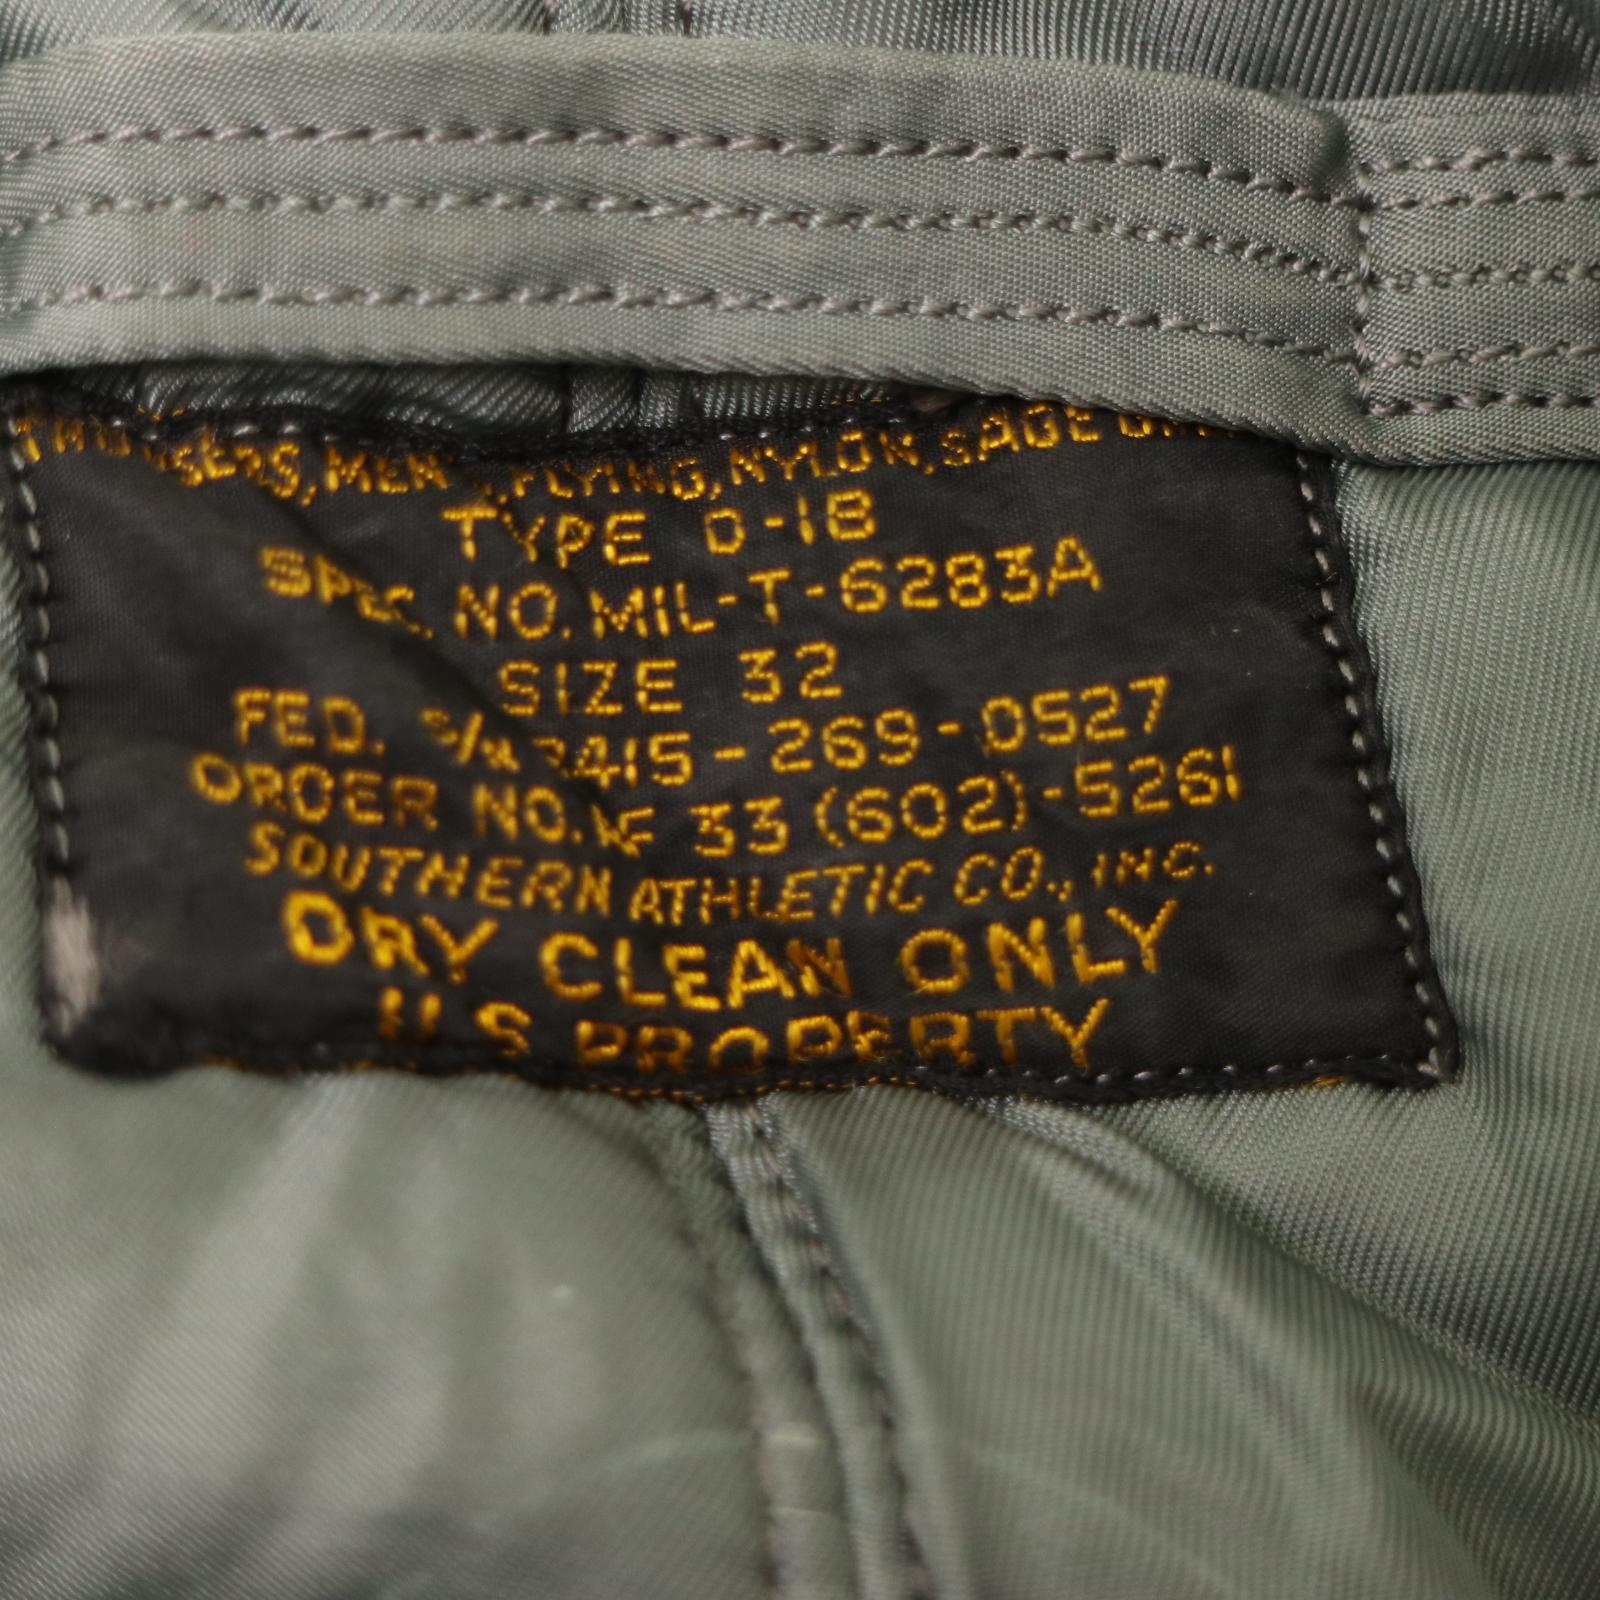 TROUSERS, MEN'S, FLYING, NYLON, SAGE
TYPE D-1B
SPEC. NO. MIL-T-6283A
SIZE 32
FED. S/N 8415-269-0527
ORDER NO. AF 33 (602)-5261
SOUTHERN ATHLETIC CO., INC.
DRY CLEAN ONLY
U.S PROPERTY